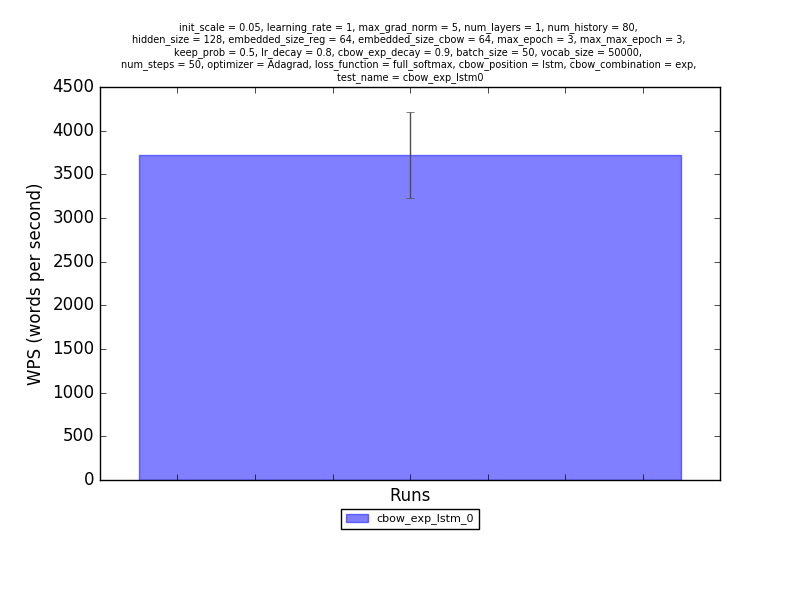 init_scale = 0.05, learning_rate = 1, max_grad_norm = 5, num_layers = 1, num_history = 80,
hidden_size = 128, embedded_size_reg = 64, embedded_size_cbow = 64, max_epoch = 3, max_max_epoch = 3,
keep_prob = 0.5, lr_decay = 0.8, cbow_exp_decay = 0.9, batch_size = 50, vocab_size = 50000,
num_steps = 50, optimizer = Adagrad, loss_function = full_softmax, cbow_position = lstm, cbow_combination = exp,
test_name = cbow_exp_lstm0
4500
4000
3500
3000
2500
2000
1500
1000
500
0
WPS (words per second)
Runs
cbow_exp_lstm_0